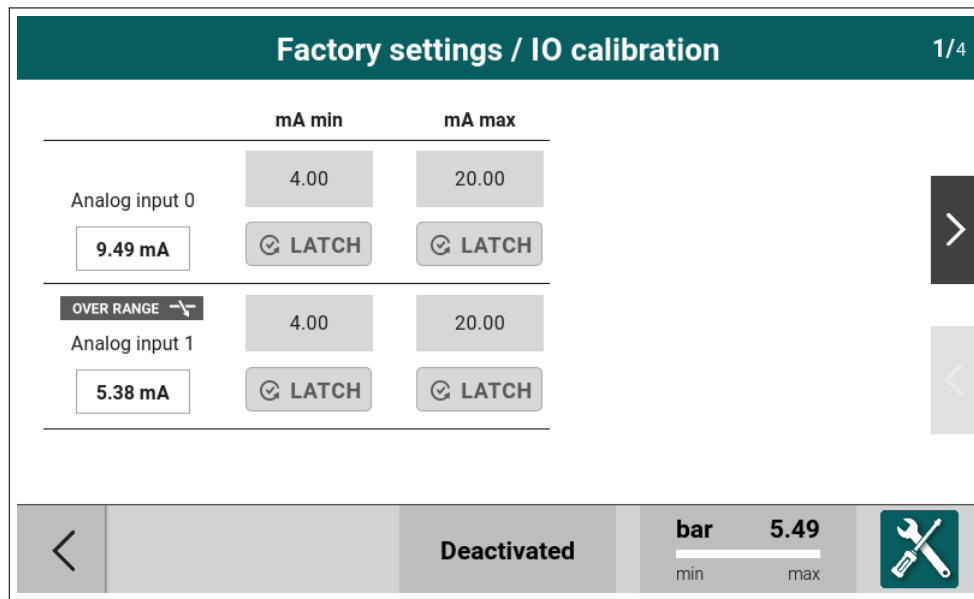 Factory settings / IO calibration 1/4
mA min mA max
4.00 20.00
Analog input 0
9.49 mA LATCH LATCH
OVER RANGE
4.00 20.00
Analog input 1
5.38 mA LATCH LATCH
Deactivated
bar 5.49
min max